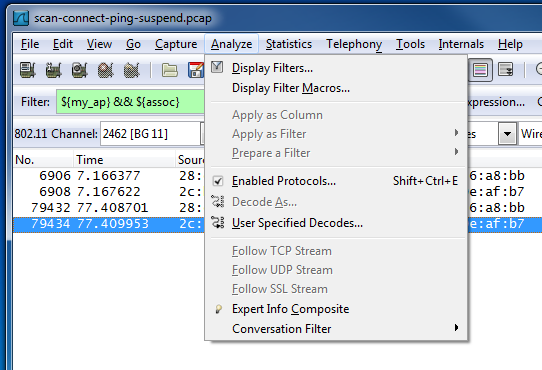 scan-connect-ping-suspend.pcap
File Edit View Go Capture Analyze Statistics Telephony Tools Internals Help
Display Filters...
Display Filter Macros...
Filter: ${my_ap} && ${assoc} xpression...
Apply as Column
802.11 Channel: 2462 [BG 11] Apply as Filter
Prepare a Filter
No. Time
6906 7.166377 28: Enabled Protocols... Shift+Ctrl+E 6:a8:bb
6908 7.167622 2c: Decode As... e:af:b7
79432 77.408701 28: 6:a8:bb
79434 77.409953 2c: User Specified Decodes... e:af:b7
Follow TCP Stream
Follow UDP Stream
Follow SSL Stream
Expert Info Composite
Conversation Filter